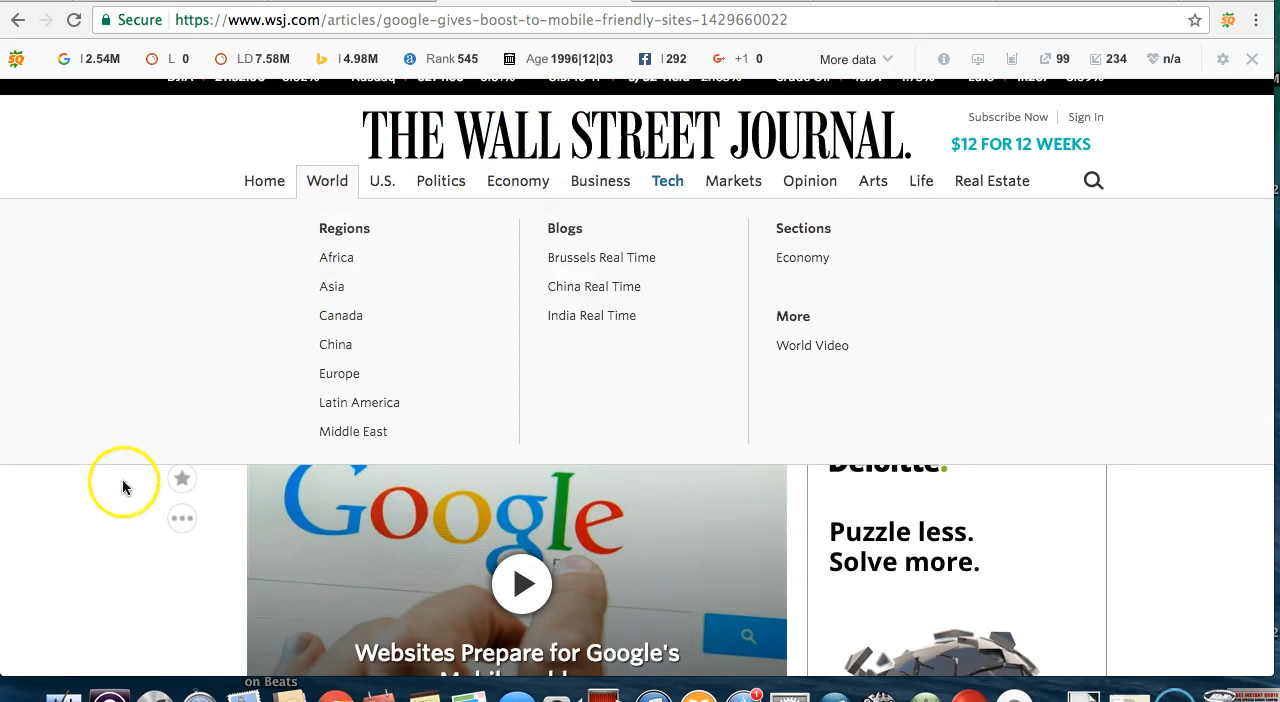 Secure https://www.wsj.com/articles/google-gives-boost-to-mobile-friendly-sites-1429660022
I 2.54M L 0 LD 7.58M I 4.98M Rank 545 Age 1996|12|03 I 292 +1 0 More data 99 234 n/a
THE WALL STREET JOURNAL.
Subscribe Now Sign In
$12 FOR 12 WEEKS
Home World U.S. Politics Economy Business Tech Markets Opinion Arts Life Real Estate
Regions
Africa
Asia
Canada
China
Europe
Latin America
Middle East
Blogs
Brussels Real Time
China Real Time
India Real Time
Sections
Economy
More
World Video
Google
Websites Prepare for Google's
Deloitte.
Puzzle less.
Solve more.
on Beats